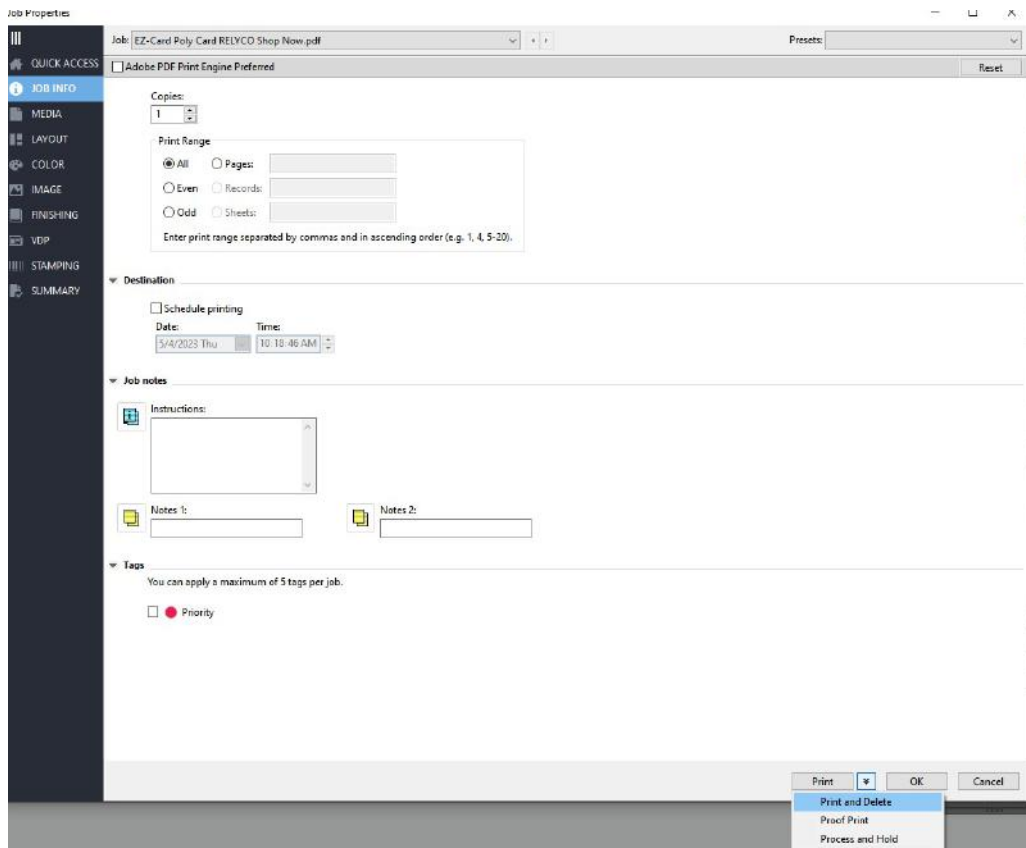 Job Properties
Job: EZ-Card Poly Card RELYCO Shop Now.pdf
Presets:
QUICK ACCESS
Adobe PDF Print Engine Preferred
Reset
JOB INFO
MEDIA
LAYOUT
COLOR
IMAGE
FINISHING
VDP
STAMPING
SUMMARY
Copies:
1
Print Range
All Pages:
Even Records:
Odd Sheets:
Enter print range separated by commas and in ascending order (e.g. 1, 4, 5-20).
Destination
Schedule printing
Date: Time:
5/4/2023 Thu 10:18:46 AM
Job notes
Instructions:
Notes 1: Notes 2:
Tags
You can apply a maximum of 5 tags per job.
Priority
Print OK Cancel
Print and Delete
Proof Print
Process and Hold